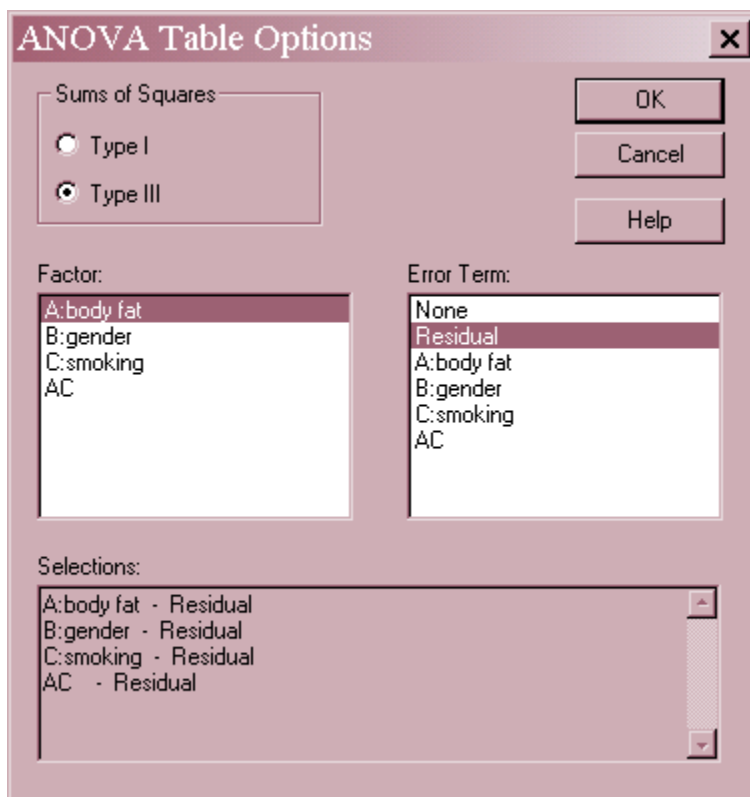 ANOVA Table Options
Sums of Squares
Type I
Type III
OK
Cancel
Help
Factor:
A:body fat
B:gender
C:smoking
AC
Error Term:
None
Residual
A:body fat
B:gender
C:smoking
AC
Selections:
A:body fat - Residual
B:gender - Residual
C:smoking - Residual
AC - Residual